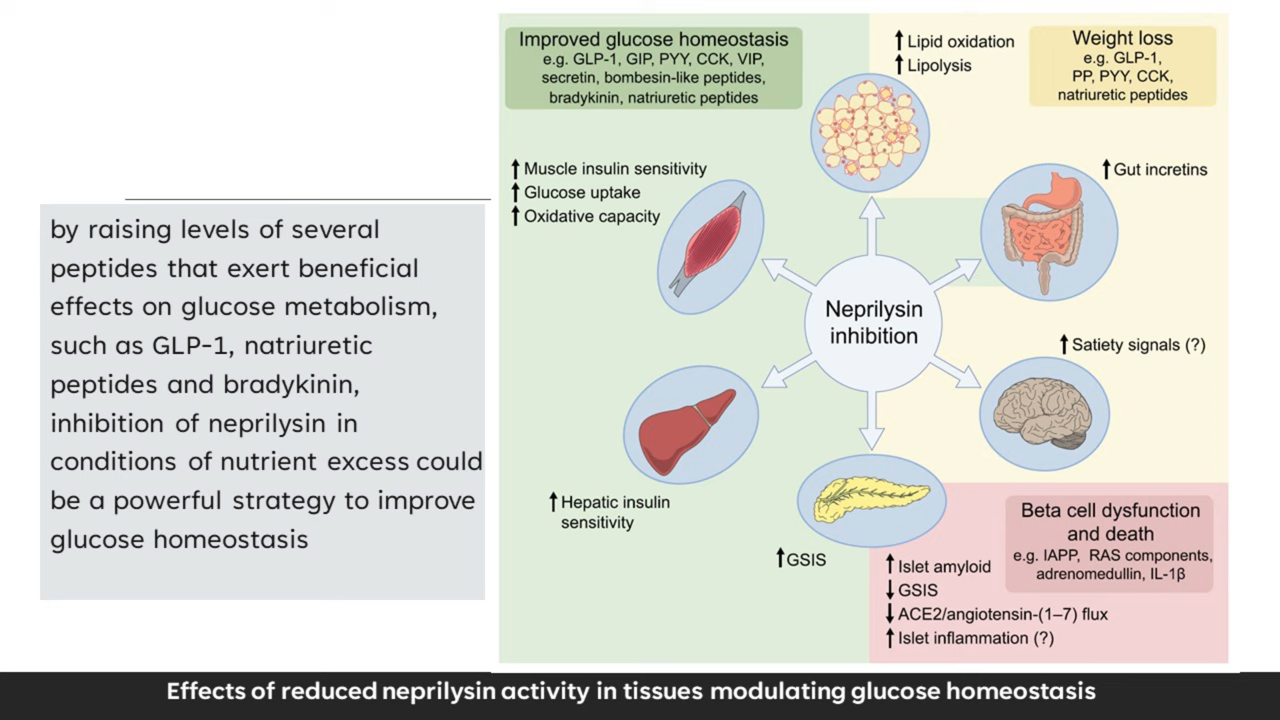 by raising levels of several
peptides that exert beneficial
effects on glucose metabolism,
such as GLP-1, natriuretic
peptides and bradykinin,
inhibition of neprilysin in
conditions of nutrient excess could
be a powerful strategy to improve
glucose homeostasis
Improved glucose homeostasis
e.g. GLP-1, GIP, PYY, CCK, VIP,
secretin, bombesin-like peptides,
bradykinin, natriuretic peptides
↑ Lipid oxidation
↑ Lipolysis
Weight loss
e.g. GLP-1,
PP, PYY, CCK,
natriuretic peptides
↑ Muscle insulin sensitivity
↑ Glucose uptake
↑ Oxidative capacity
↑ Gut incretins
Neprilysin
inhibition
↑ Satiety signals (?)
↑ Hepatic insulin
sensitivity
↑ GSIS
↑ Islet amyloid
↓ GSIS
↓ ACE2/angiotensin-(1–7) flux
↑ Islet inflammation (?)
Beta cell dysfunction
and death
e.g. IAPP, RAS components,
adrenomedullin, IL-1β
Effects of reduced neprilysin activity in tissues modulating glucose homeostasis